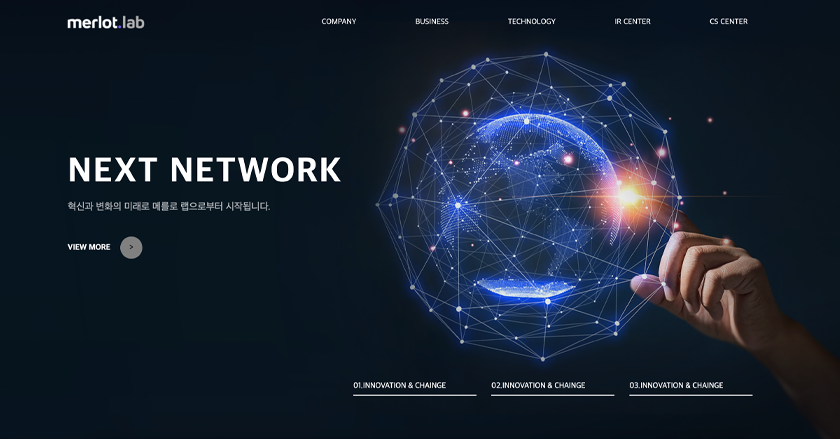 merlot.lab
COMPANY
BUSINESS
TECHNOLOGY
IR CENTER
CS CENTER
NEXT NETWORK
혁신과 변화의 미래로 메를로 랩으로부터 시작됩니다.
VIEW MORE >
01.INNOVATION & CHAINGE
02.INNOVATION & CHAINGE
03.INNOVATION & CHAINGE